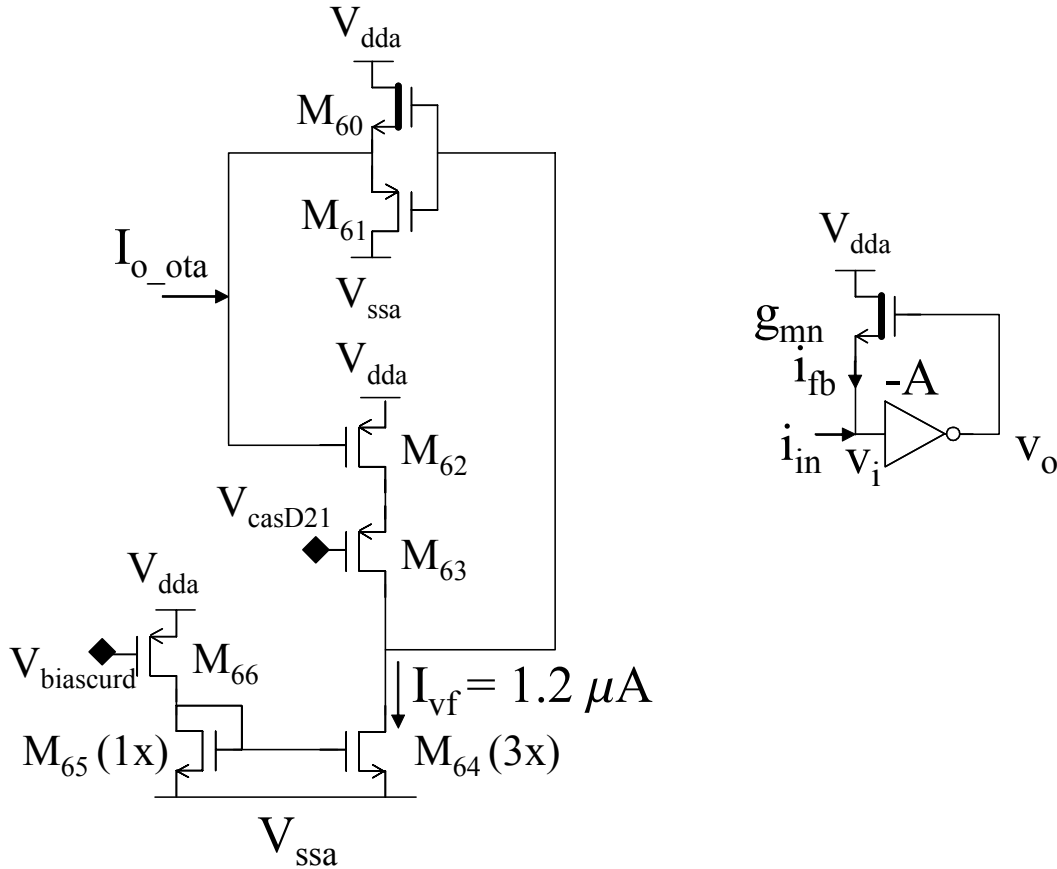 Vdda
M60
M61
Io_ota
Vssa
Vdda
M62
VcasD21
M63
Vdda
Vbiascurd
M66
Ivf = 1.2 μA
M65 (1x)
M64 (3x)
Vssa
Vdda
gmn
ifb
-A
iin
vi
vo